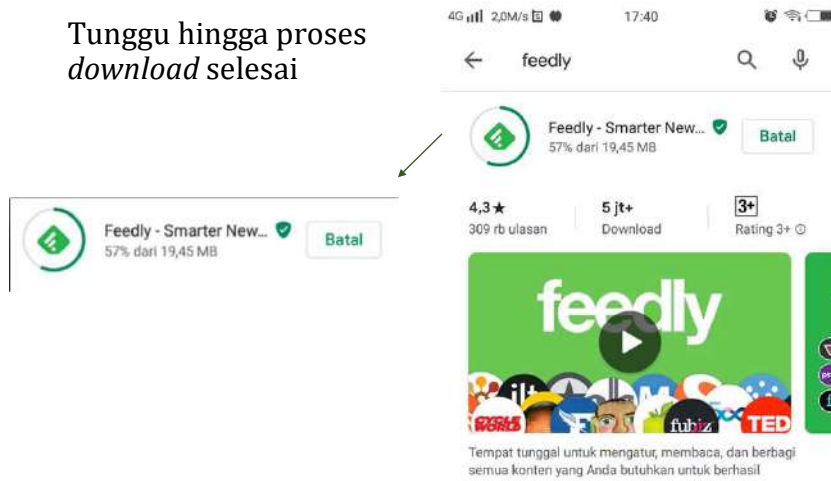 Tunggu hingga proses
download selesai
Feedly - Smarter New...
57% dari 19,45 MB
Batal
4G 2,0M/s 17:40
feedly
Feedly - Smarter New...
57% dari 19,45 MB
Batal
4,3★ 5 jt+ 3+
309 rb ulasan Download Rating 3+
feedly
ilt
CYCLE WORLD
fubiz
TED
Tempat tunggal untuk mengatur, membaca, dan berbagi
semua konten yang Anda butuhkan untuk berhasil